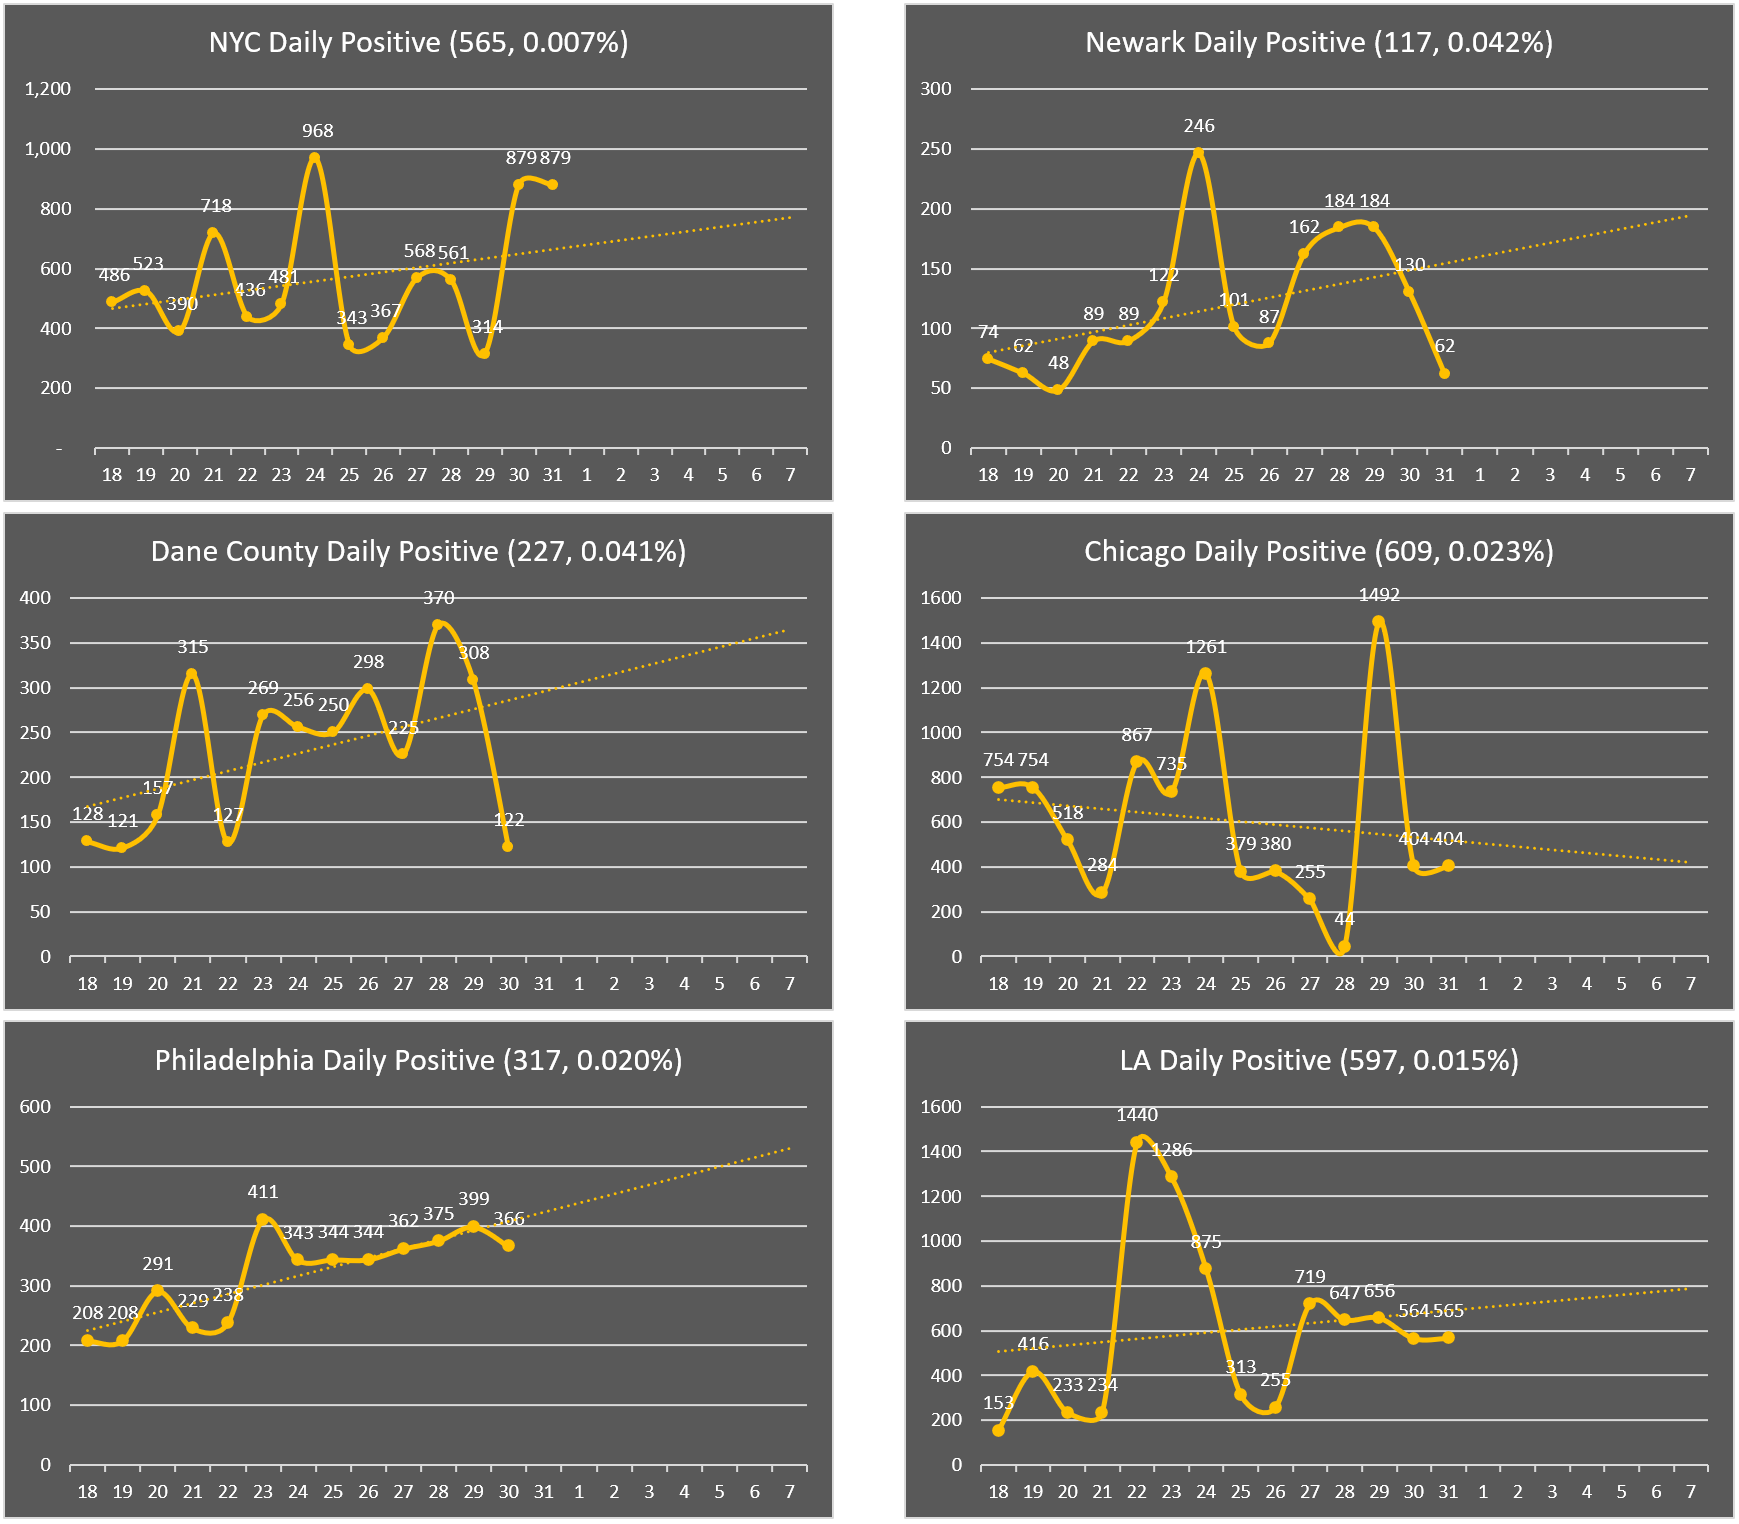 NYC Daily Positive (565, 0.007%)
1,200
1,000
800
600
400
200
-
486 523 390 718 436 481 968 343 367 568 561 314 879 879
18 19 20 21 22 23 24 25 26 27 28 29 30 31 1 2 3 4 5 6 7
Newark Daily Positive (117, 0.042%)
300
250
200
150
100
50
0
74 62 48 89 89 122 246 101 87 162 184 184 130 62
18 19 20 21 22 23 24 25 26 27 28 29 30 31 1 2 3 4 5 6 7
Dane County Daily Positive (227, 0.041%)
400
350
300
250
200
150
100
50
0
128 121 157 315 127 269 256 250 298 225 370 308 122
18 19 20 21 22 23 24 25 26 27 28 29 30 31 1 2 3 4 5 6 7
Chicago Daily Positive (609, 0.023%)
1600
1400
1200
1000
800
600
400
200
0
754 754 518 284 867 735 1261 379 380 255 44 1492 404 404
18 19 20 21 22 23 24 25 26 27 28 29 30 31 1 2 3 4 5 6 7
Philadelphia Daily Positive (317, 0.020%)
600
500
400
300
200
100
0
208 208 291 229 238 411 343 344 344 362 375 399 366
18 19 20 21 22 23 24 25 26 27 28 29 30 31 1 2 3 4 5 6 7
LA Daily Positive (597, 0.015%)
1600
1400
1200
1000
800
600
400
200
0
153 416 233 234 1440 1286 875 313 255 719 647 656 564 565
18 19 20 21 22 23 24 25 26 27 28 29 30 31 1 2 3 4 5 6 7